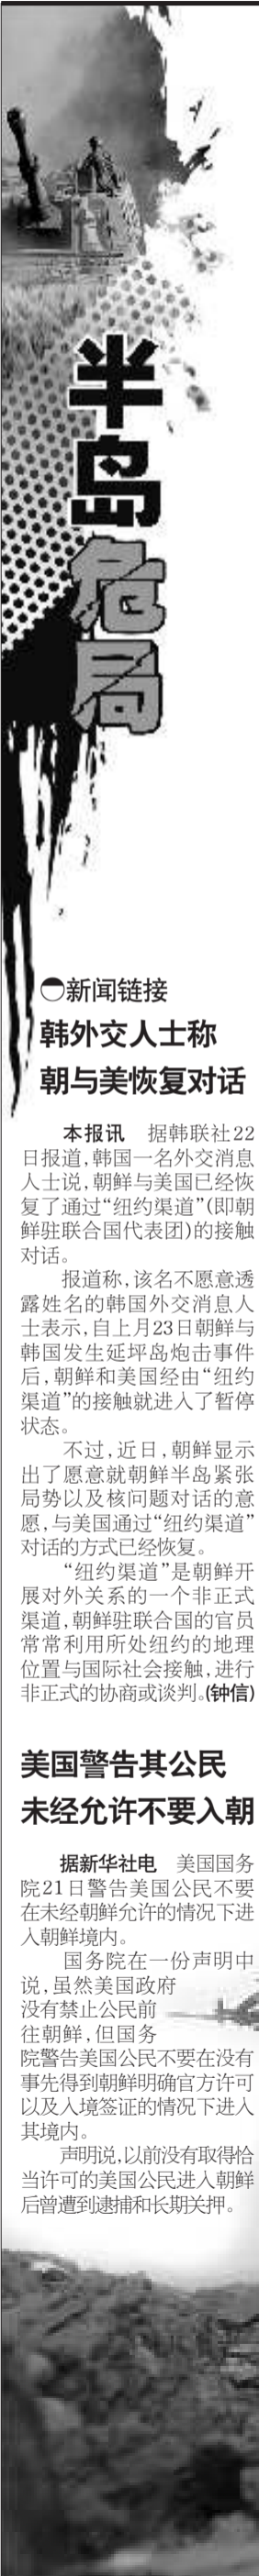 半
岛
危
局
新闻链接
韩外交人士称
朝与美恢复对话
本报讯 据韩联社22
日报道,韩国一名外交消息
人士说,朝鲜与美国已经恢
复了通过“纽约渠道”(即朝
鲜驻联合国代表团)的接触
对话。
报道称,该名不愿意透
露姓名的韩国外交消息人
士表示,自上月23日朝鲜与
韩国发生延坪岛炮击事件
后,朝鲜和美国经由“纽约
渠道”的接触就进入了暂停
状态。
不过,近日,朝鲜显示
出了愿意就朝鲜半岛紧张
局势以及核问题对话的意
愿,与美国通过“纽约渠道”
对话的方式已经恢复。
“纽约渠道”是朝鲜开
展对外关系的一个非正式
渠道,朝鲜驻联合国的官员
常常利用所处纽约的地理
位置与国际社会接触,进行
非正式的协商或谈判。(钟信)
美国警告其公民
未经允许不要入朝
据新华社电 美国国务
院21日警告美国公民不要
在未经朝鲜允许的情况下进
入朝鲜境内。
国务院在一份声明中
说,虽然美国政府
没有禁止公民前
往朝鲜,但国务
院警告美国公民不要在没有
事先得到朝鲜明确官方许可
以及入境签证的情况下进入
其境内。
声明说,以前没有取得恰
当许可的美国公民进入朝鲜
后曾遭到逮捕和长期关押。